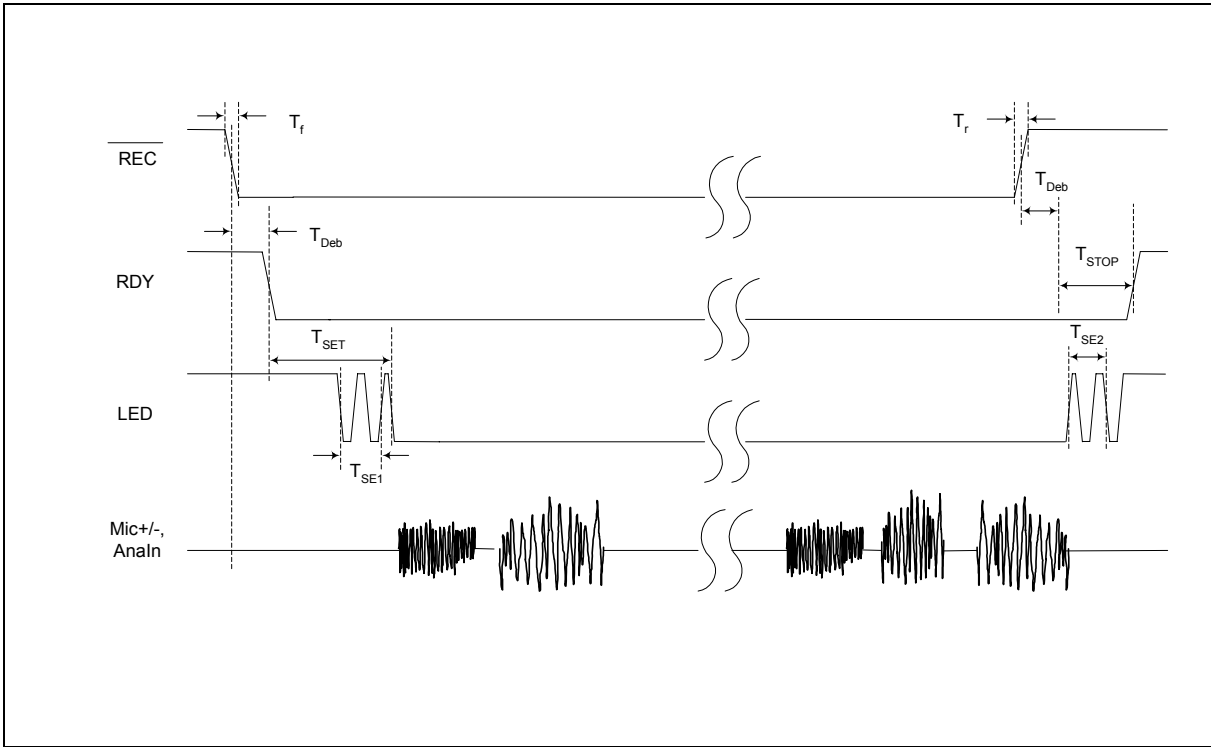 T_f
T_r
REC
T_Deb
T_Deb
RDY
T_STOP
T_SET
T_SE2
LED
T_SE1
Mic+/-,
AnaIn